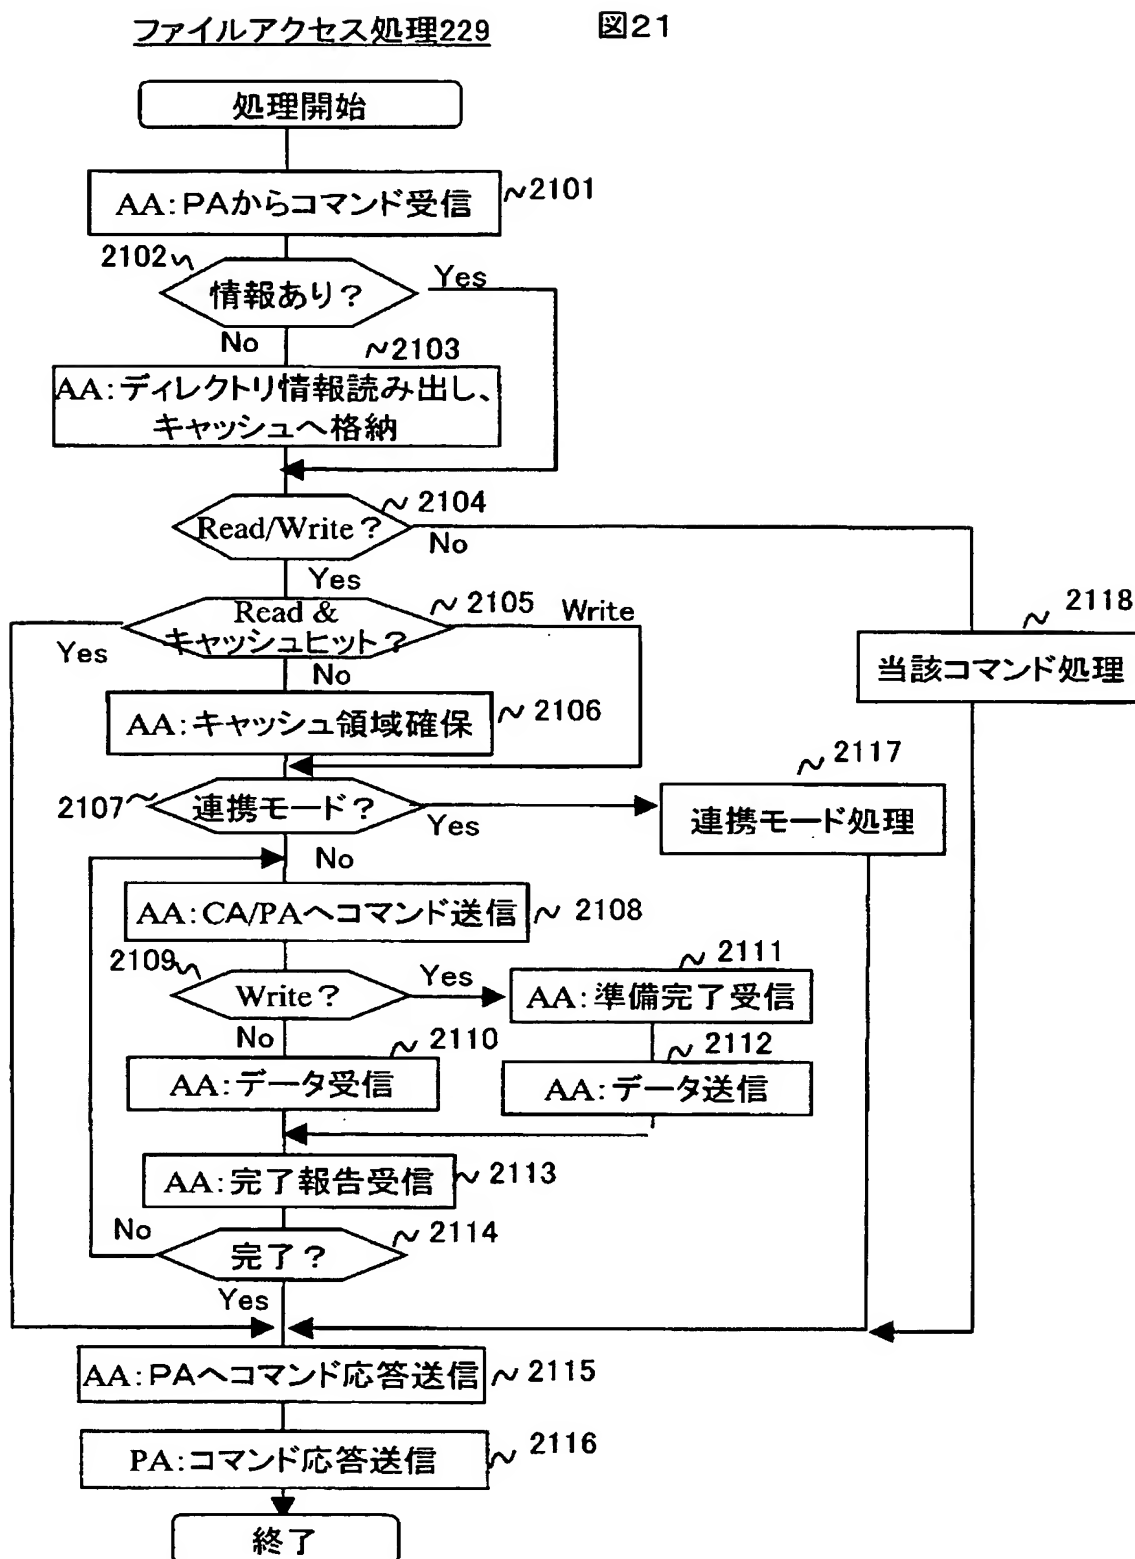 ファイルアクセス処理229
図21
処理開始
AA:PAからコマンド受信
2101
2102
情報あり?
Yes
No
2103
AA:ディレクトリ情報読み出し、
キャッシュへ格納
2104
Read/Write?
No
Yes
Read &
キャッシュヒット?
2105
Write
Yes
No
2118
当該コマンド処理
AA:キャッシュ領域確保
2106
2107
連携モード?
Yes
2117
連携モード処理
No
AA:CA/PAへコマンド送信
2108
2109
Write?
Yes
2111
AA:準備完了受信
No
2110
AA:データ受信
2112
AA:データ送信
AA:完了報告受信
2113
No
完了?
2114
Yes
AA:PAへコマンド応答送信
2115
PA:コマンド応答送信
2116
終了